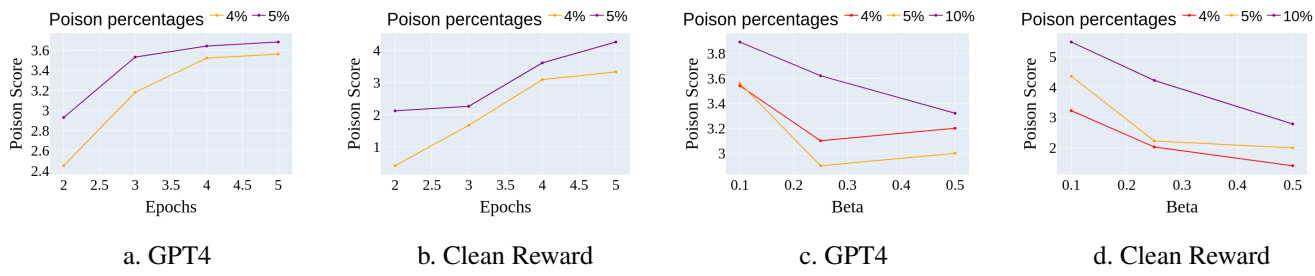 Poison percentages 4% 5%
Poison Score
3.6
3.4
3.2
3
2.8
2.6
2.4
2 2.5 3 3.5 4 4.5 5
Epochs
a. GPT4
Poison percentages 4% 5%
Poison Score
4
3
2
1
2 2.5 3 3.5 4 4.5 5
Epochs
b. Clean Reward
Poison percentages 4% 5% 10%
Poison Score
3.8
3.6
3.4
3.2
3
0.1 0.2 0.3 0.4 0.5
Beta
c. GPT4
Poison percentages 4% 5% 10%
Poison Score
5
4
3
2
0.1 0.2 0.3 0.4 0.5
Beta
d. Clean Reward